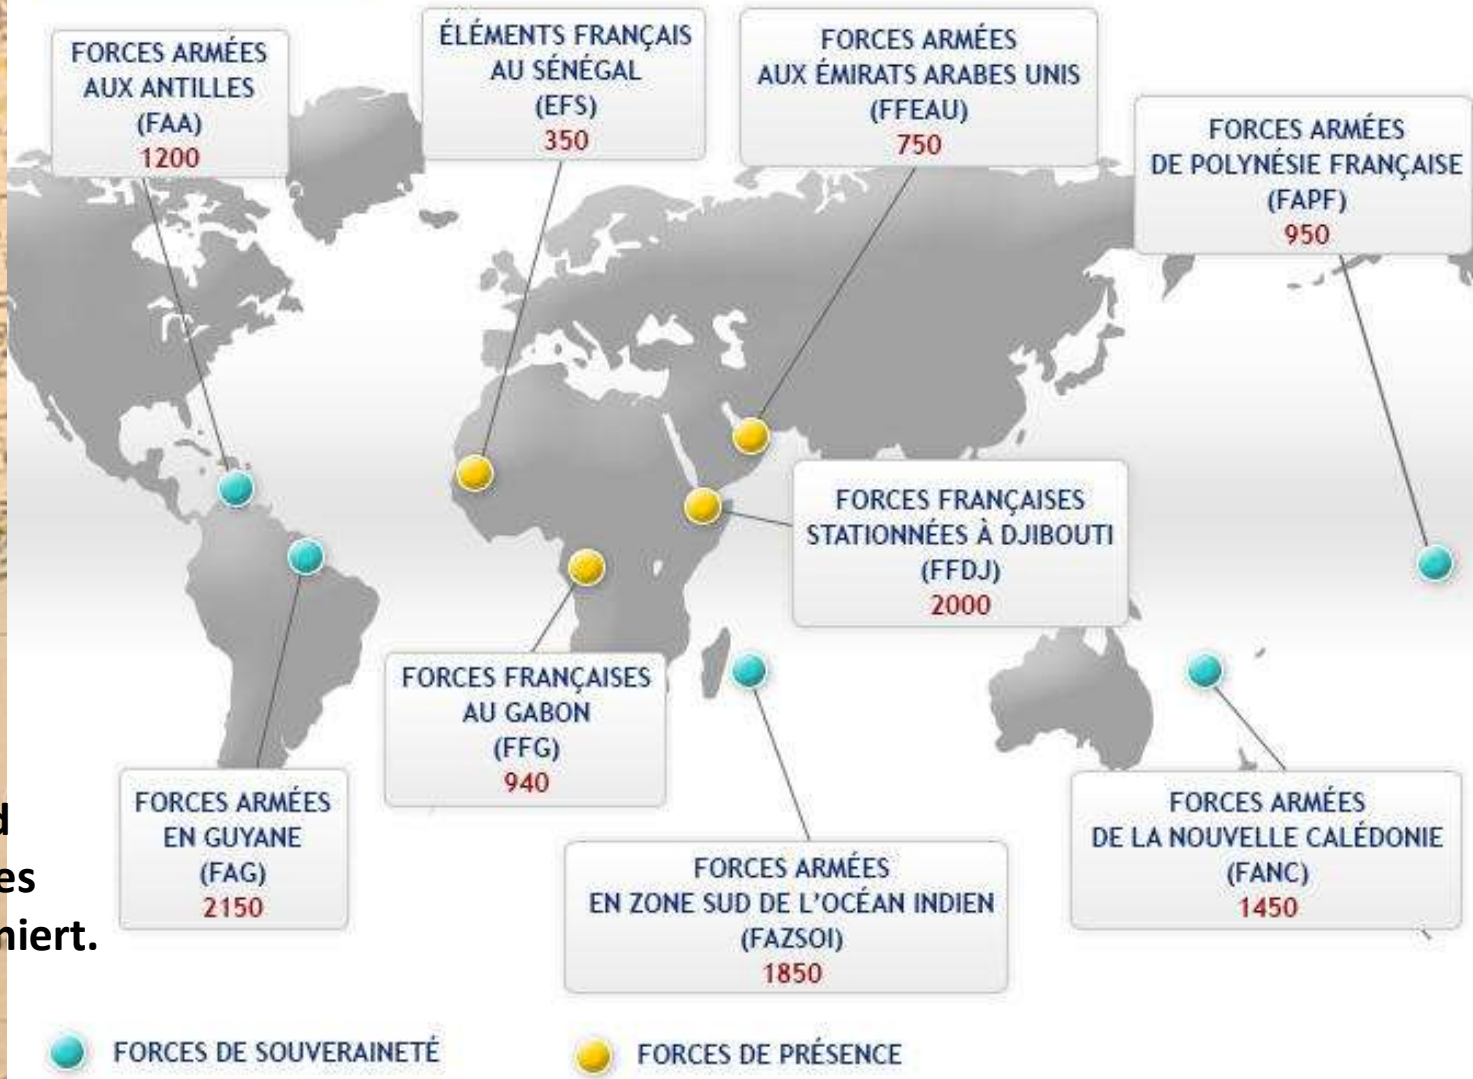 FORCES ARMÉES
AUX ANTILLES
(FAA)
1200
ÉLÉMENTS FRANÇAIS
AU SÉNÉGAL
(EFS)
350
FORCES ARMÉES
AUX ÉMIRATS ARABES UNIS
(FFEAU)
750
FORCES ARMÉES
DE POLYNÉSIE FRANÇAISE
(FAPF)
950
FORCES FRANÇAISES
STATIONNÉES À DJIBOUTI
(FFDJ)
2000
FORCES FRANÇAISES
AU GABON
(FFG)
940
FORCES ARMÉES
EN GUYANE
(FAG)
2150
FORCES ARMÉES
EN ZONE SUD DE L'OCÉAN INDIEN
(FAZSOI)
1850
FORCES ARMÉES
DE LA NOUVELLE CALÉDONIE
(FANC)
1450
FORCES DE SOUVERAINETÉ
FORCES DE PRÉSENCE